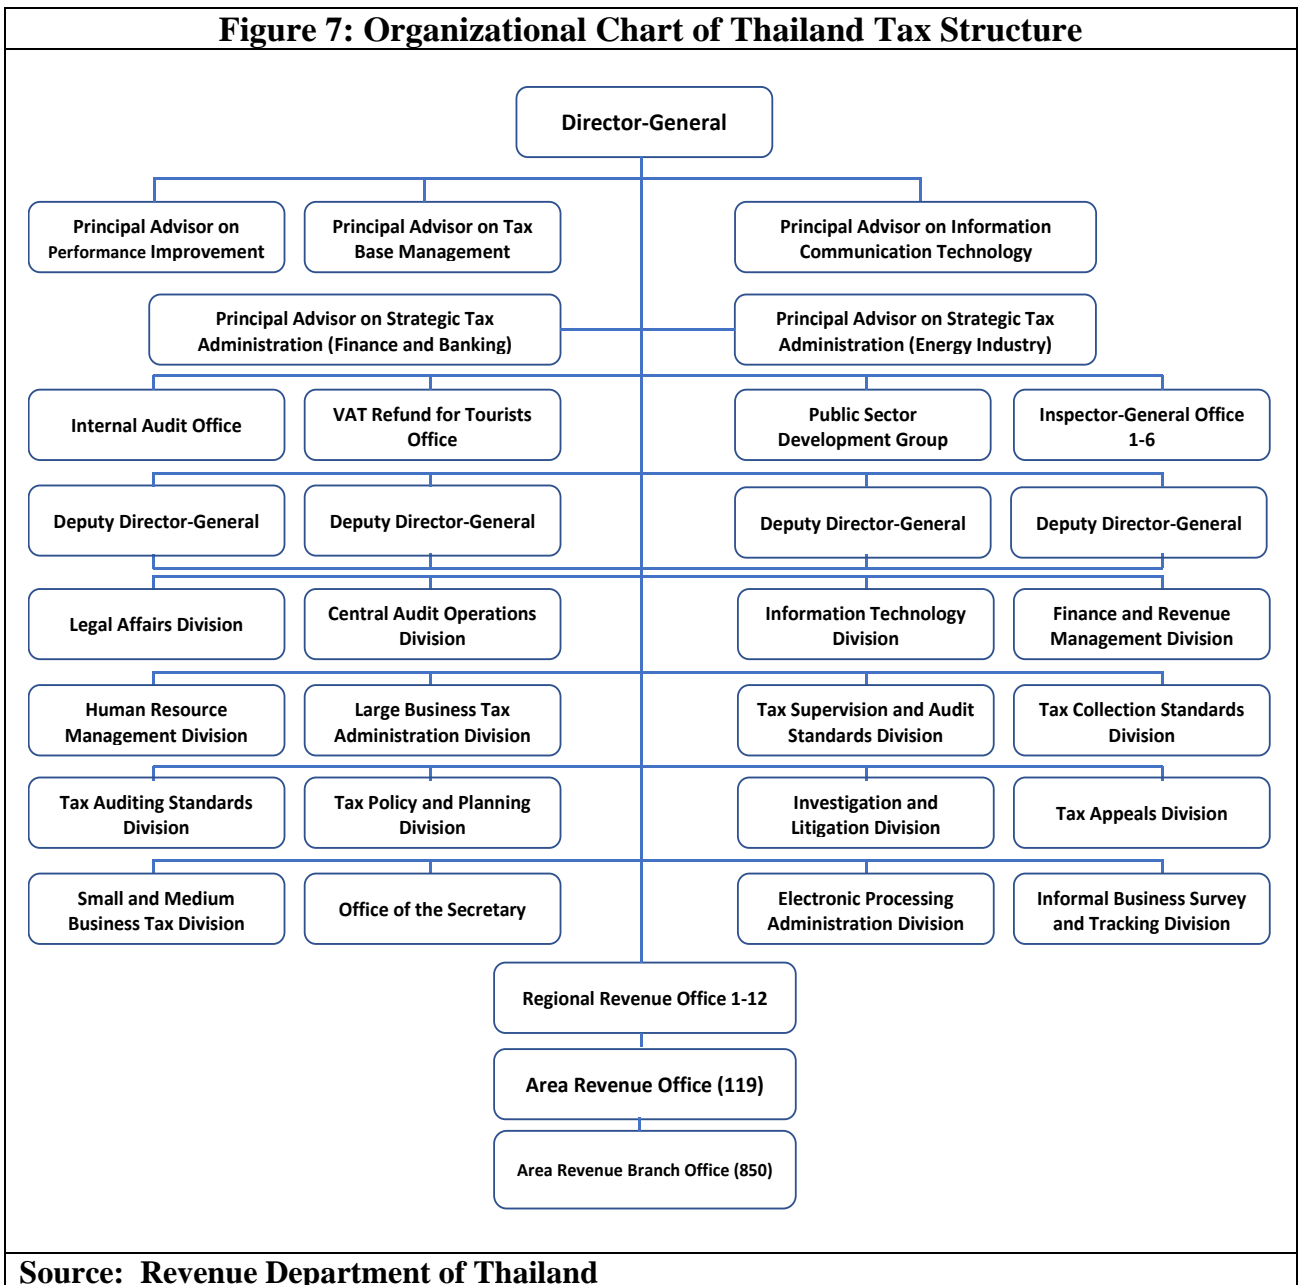 Figure 7: Organizational Chart of Thailand Tax Structure
Director-General
Principal Advisor on
Performance Improvement
Principal Advisor on Tax
Base Management
Principal Advisor on Information
Communication Technology
Principal Advisor on Strategic Tax
Administration (Finance and Banking)
Principal Advisor on Strategic Tax
Administration (Energy Industry)
Internal Audit Office
VAT Refund for Tourists
Office
Public Sector
Development Group
Inspector-General Office
1-6
Deputy Director-General
Deputy Director-General
Deputy Director-General
Deputy Director-General
Legal Affairs Division
Central Audit Operations
Division
Information Technology
Division
Finance and Revenue
Management Division
Human Resource
Management Division
Large Business Tax
Administration Division
Tax Supervision and Audit
Standards Division
Tax Collection Standards
Division
Tax Auditing Standards
Division
Tax Policy and Planning
Division
Investigation and
Litigation Division
Tax Appeals Division
Small and Medium
Business Tax Division
Office of the Secretary
Electronic Processing
Administration Division
Informal Business Survey
and Tracking Division
Regional Revenue Office 1-12
Area Revenue Office (119)
Area Revenue Branch Office (850)
Source: Revenue Department of Thailand